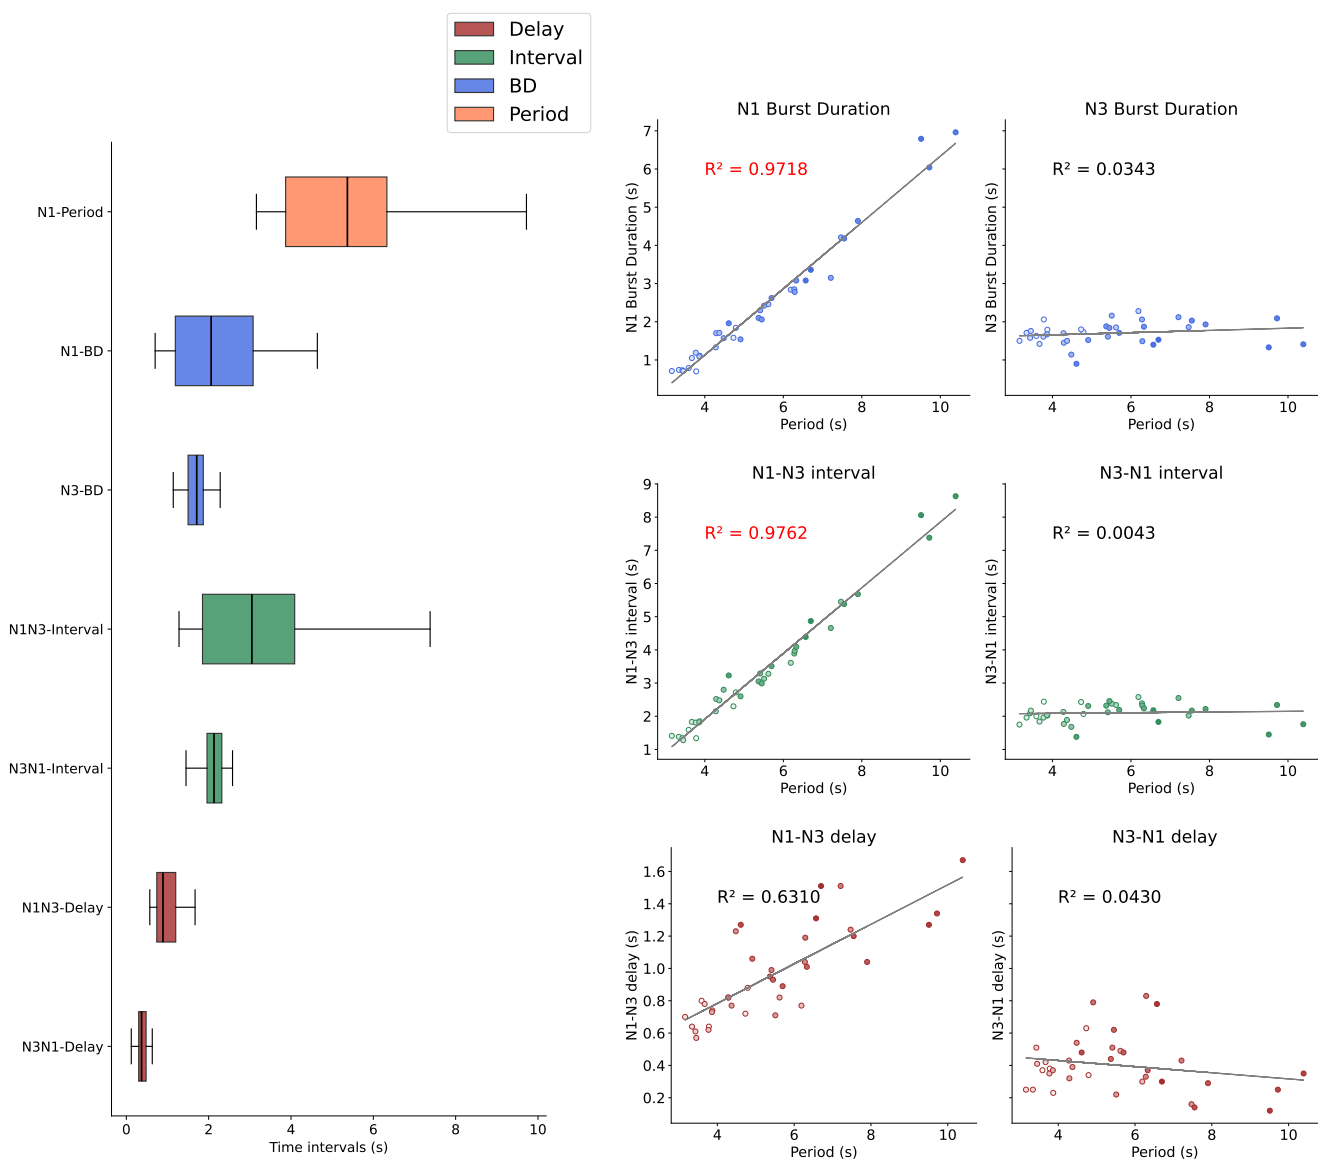 Delay
Interval
BD
Period
N1-Period
N1-BD
N3-BD
N1N3-Interval
N3N1-Interval
N1N3-Delay
N3N1-Delay
0 2 4 6 8 10
Time intervals (s)
N1 Burst Duration
R² = 0.9718
N1 Burst Duration (s)
7
6
5
4
3
2
1
4 6 8 10
Period (s)
N3 Burst Duration
R² = 0.0343
N3 Burst Duration (s)
4 6 8 10
Period (s)
N1-N3 interval
R² = 0.9762
N1-N3 interval (s)
9
8
7
6
5
4
3
2
1
4 6 8 10
Period (s)
N3-N1 interval
R² = 0.0043
N3-N1 interval (s)
4 6 8 10
Period (s)
N1-N3 delay
R² = 0.6310
N1-N3 delay (s)
1.6
1.4
1.2
1.0
0.8
0.6
0.4
0.2
4 6 8 10
Period (s)
N3-N1 delay
R² = 0.0430
N3-N1 delay (s)
4 6 8 10
Period (s)